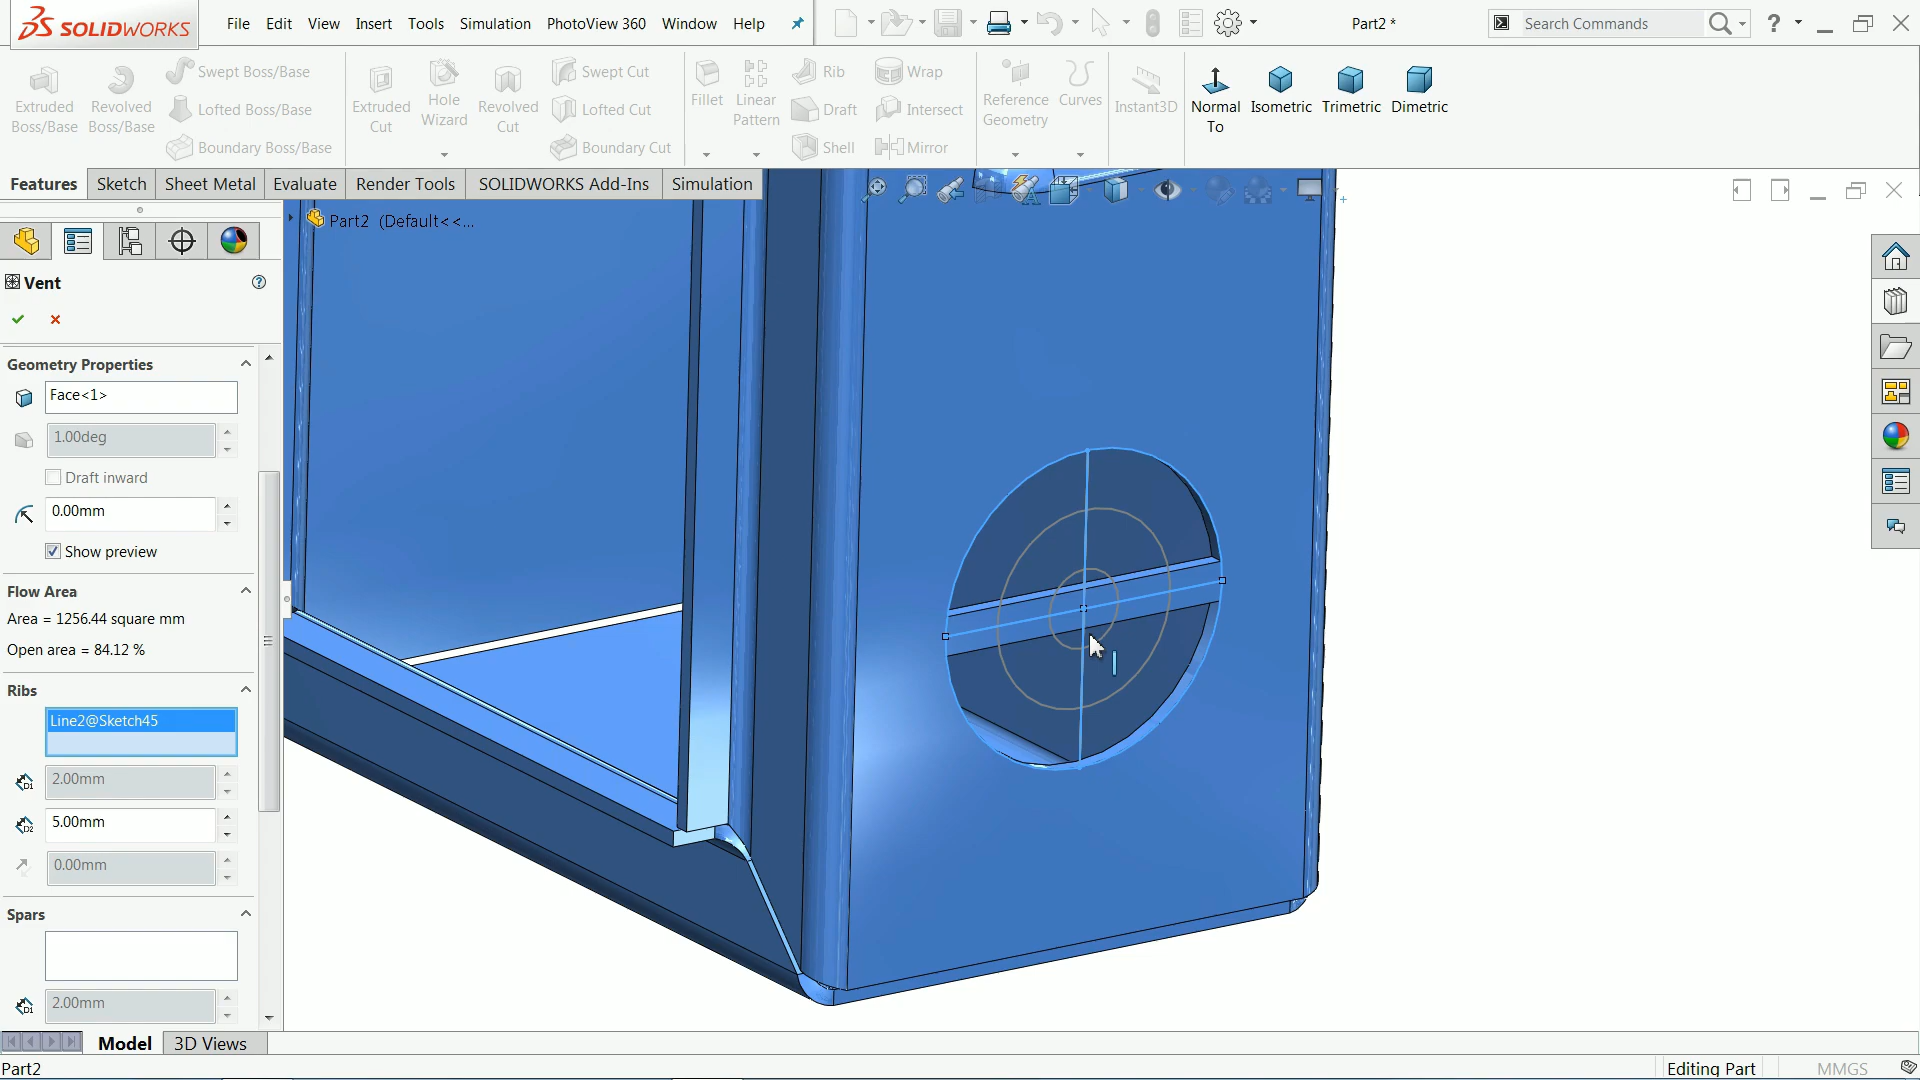 SOLIDWORKS
File Edit View Insert Tools Simulation PhotoView 360 Window Help
Part2 *
Search Commands
Extruded Boss/Base
Revolved Boss/Base
Swept Boss/Base
Lofted Boss/Base
Boundary Boss/Base
Extruded Cut
Hole Wizard
Revolved Cut
Swept Cut
Lofted Cut
Boundary Cut
Fillet
Linear Pattern
Rib
Draft
Shell
Wrap
Intersect
Mirror
Reference Geometry
Curves
Instant3D
Normal To
Isometric
Trimetric
Dimetric
Features Sketch Sheet Metal Evaluate Render Tools SOLIDWORKS Add-Ins Simulation
Part2 (Default<<...
Vent
Geometry Properties
Face<1>
1.00deg
Draft inward
0.00mm
Show preview
Flow Area
Area = 1256.44 square mm
Open area = 84.12 %
Ribs
Line2@Sketch45
D1
2.00mm
D2
5.00mm
0.00mm
Spars
D1
2.00mm
Model 3D Views
Part2
Editing Part
MMGS